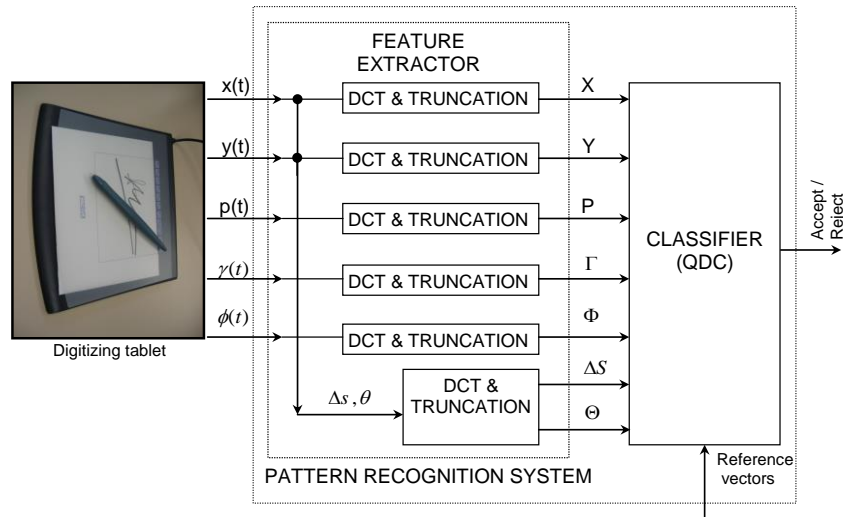 FEATURE
EXTRACTOR
x(t)
DCT & TRUNCATION
X
y(t)
DCT & TRUNCATION
Y
p(t)
DCT & TRUNCATION
P
γ(t)
DCT & TRUNCATION
Γ
ϕ(t)
DCT & TRUNCATION
Φ
Δs , θ
DCT &
TRUNCATION
ΔS
Θ
CLASSIFIER
(QDC)
Accept /
Reject
Digitizing tablet
Reference
vectors
PATTERN RECOGNITION SYSTEM